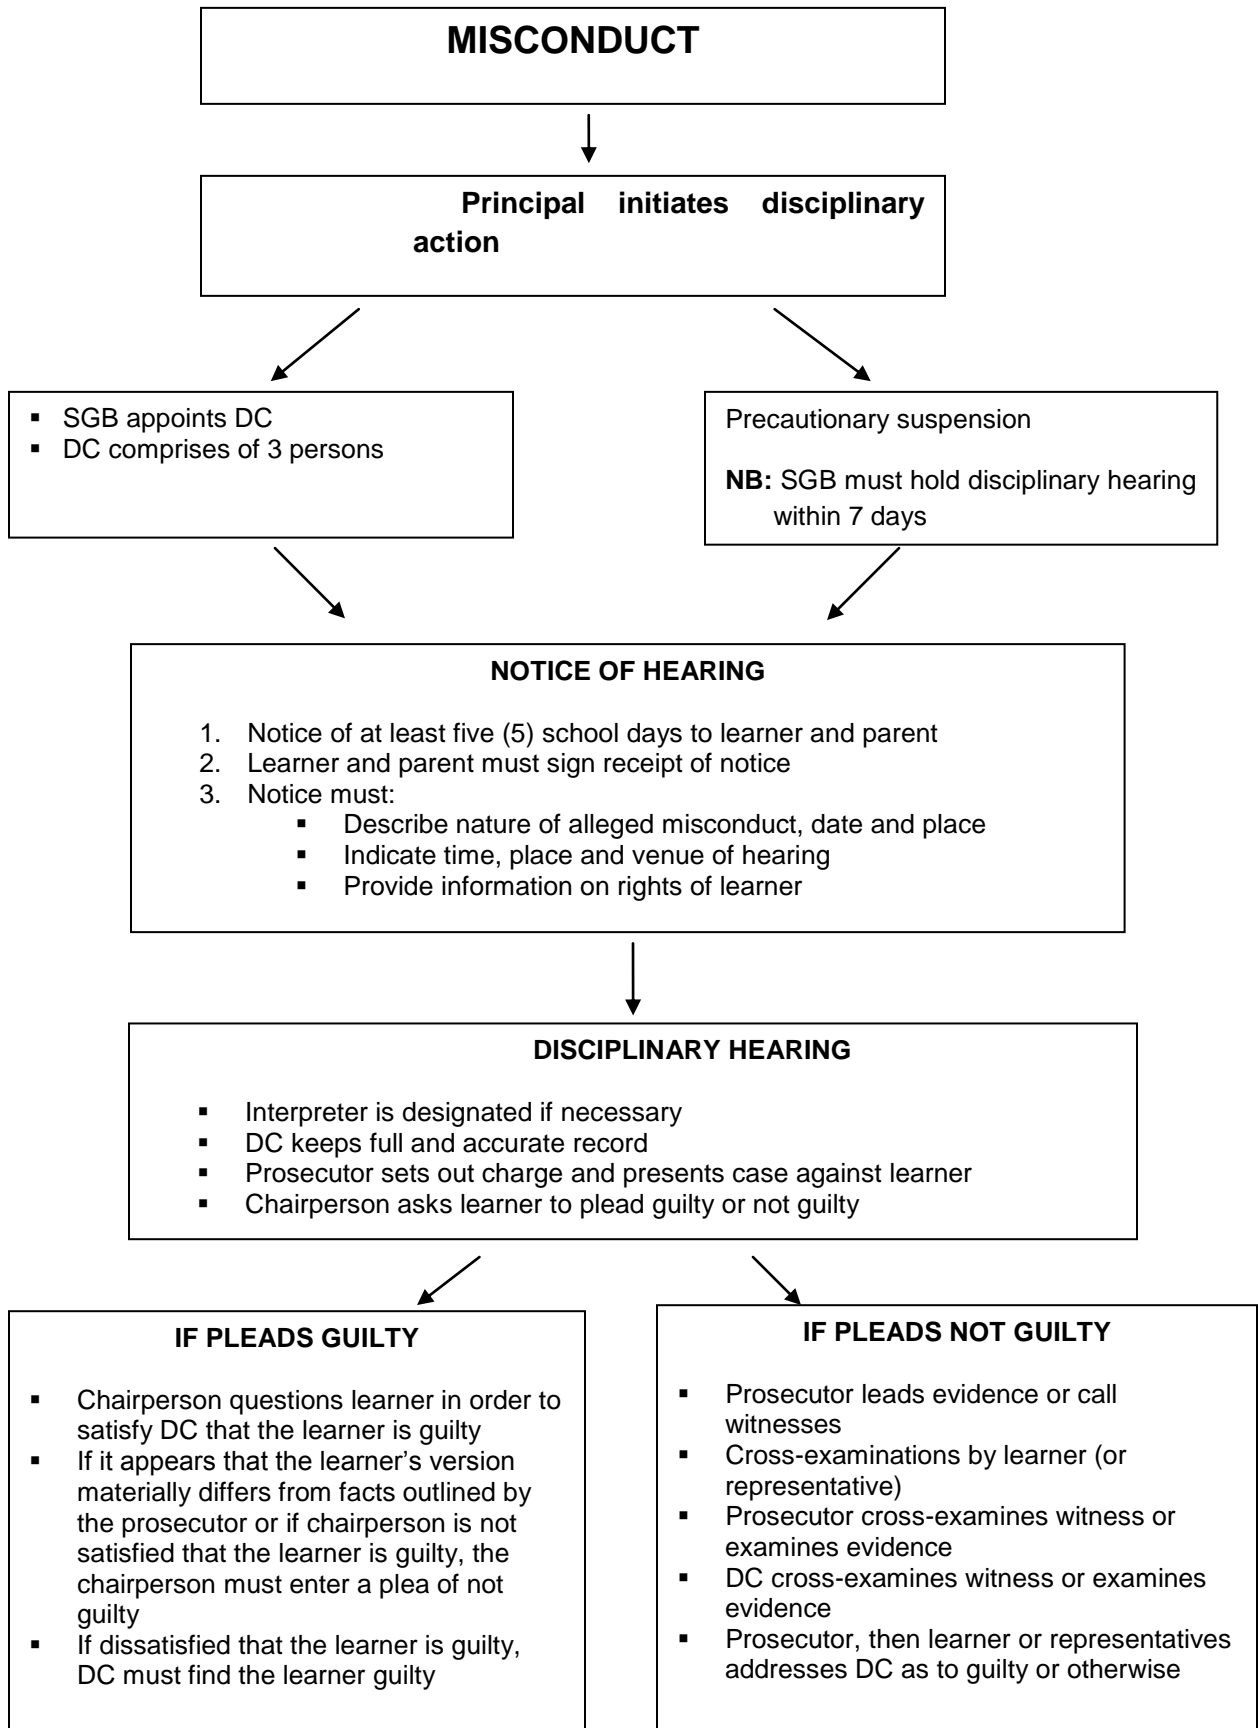 MISCONDUCT
Principal initiates disciplinary
action
▪ SGB appoints DC
▪ DC comprises of 3 persons
Precautionary suspension
NB: SGB must hold disciplinary hearing
within 7 days
NOTICE OF HEARING
1. Notice of at least five (5) school days to learner and parent
2. Learner and parent must sign receipt of notice
3. Notice must:
▪ Describe nature of alleged misconduct, date and place
▪ Indicate time, place and venue of hearing
▪ Provide information on rights of learner
DISCIPLINARY HEARING
▪ Interpreter is designated if necessary
▪ DC keeps full and accurate record
▪ Prosecutor sets out charge and presents case against learner
▪ Chairperson asks learner to plead guilty or not guilty
IF PLEADS GUILTY
▪ Chairperson questions learner in order to
satisfy DC that the learner is guilty
▪ If it appears that the learner's version
materially differs from facts outlined by
the prosecutor or if chairperson is not
satisfied that the learner is guilty, the
chairperson must enter a plea of not
guilty
▪ If dissatisfied that the learner is guilty,
DC must find the learner guilty
IF PLEADS NOT GUILTY
▪ Prosecutor leads evidence or call
witnesses
▪ Cross-examinations by learner (or
representative)
▪ Prosecutor cross-examines witness or
examines evidence
▪ DC cross-examines witness or examines
evidence
▪ Prosecutor, then learner or representatives
addresses DC as to guilty or otherwise